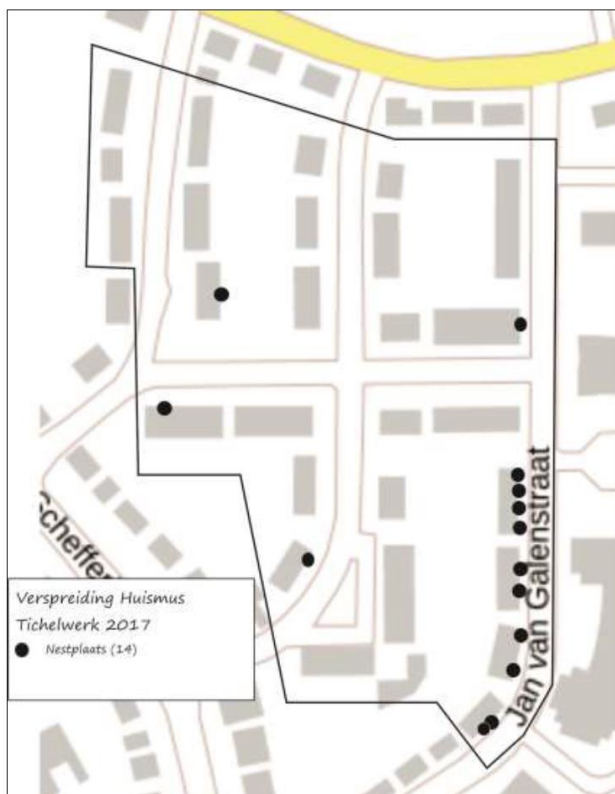 Scheffer
Verspreiding Huismus
Tichelwerk 2017
Nestplaats (14)
Jan van Galenstraat